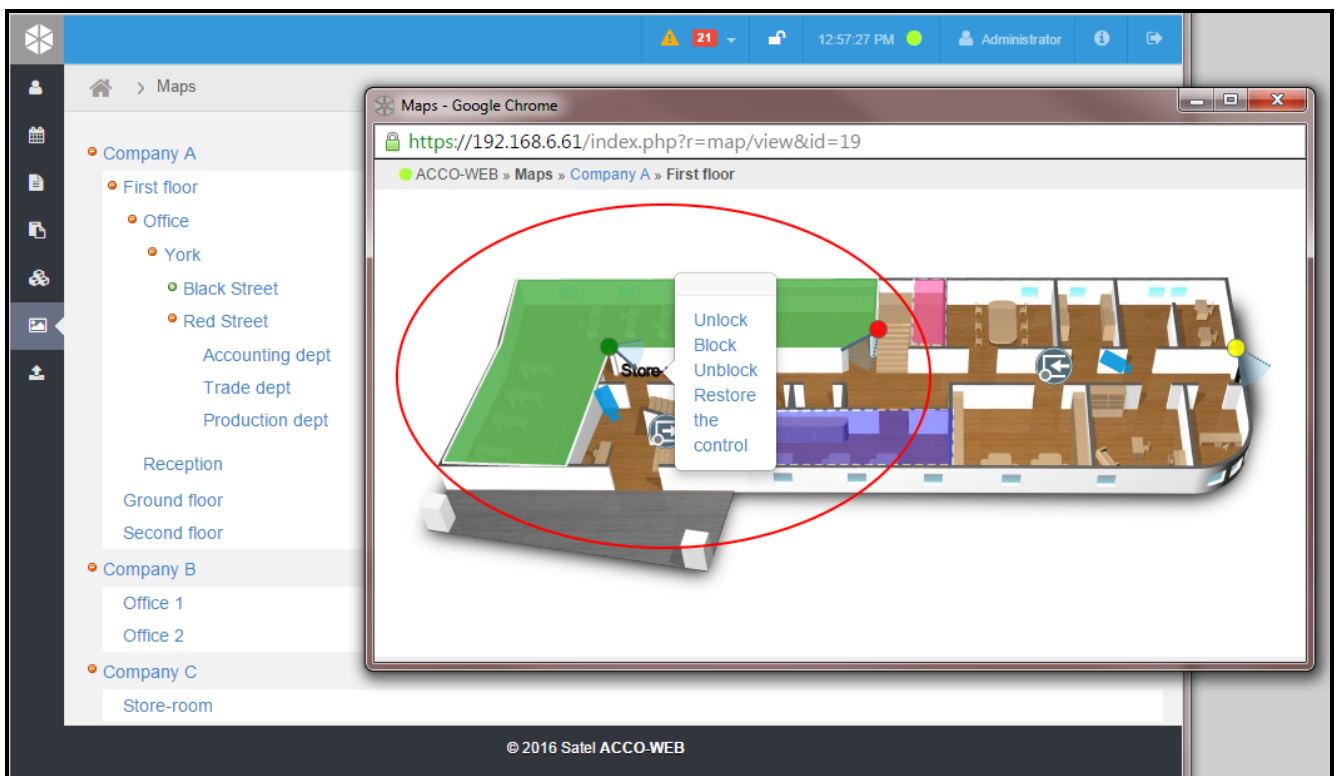 21
12:57:27 PM
Administrator
> Maps
Company A
First floor
Office
York
Black Street
Red Street
Accounting dept
Trade dept
Production dept
Reception
Ground floor
Second floor
Company B
Office 1
Office 2
Company C
Store-room
Maps - Google Chrome
https://192.168.6.61/index.php?r=map/view&id=19
ACCO-WEB » Maps » Company A » First floor
Store-
Unlock
Block
Unblock
Restore
the
control
© 2016 Satel ACCO-WEB